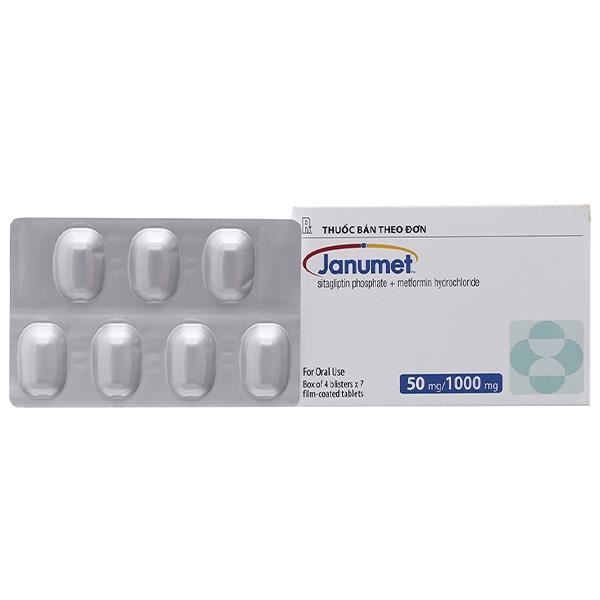 R THUỐC BÁN THEO ĐƠN
Janumet™
sitagliptin phosphate + metformin hydrochloride
For Oral Use
Box of 4 blisters x 7
film-coated tablets
50 mg/1000 mg